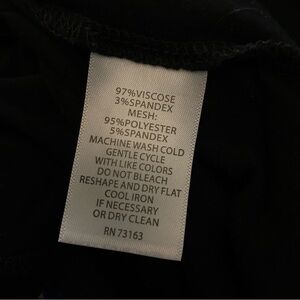 97%VISCOSE
3%SPANDEX
MESH:
95%POLYESTER
5%SPANDEX
MACHINE WASH COLD
GENTLE CYCLE
WITH LIKE COLORS
DO NOT BLEACH
RESHAPE AND DRY FLAT
COOL IRON
IF NECESSARY
OR DRY CLEAN
RN 73163